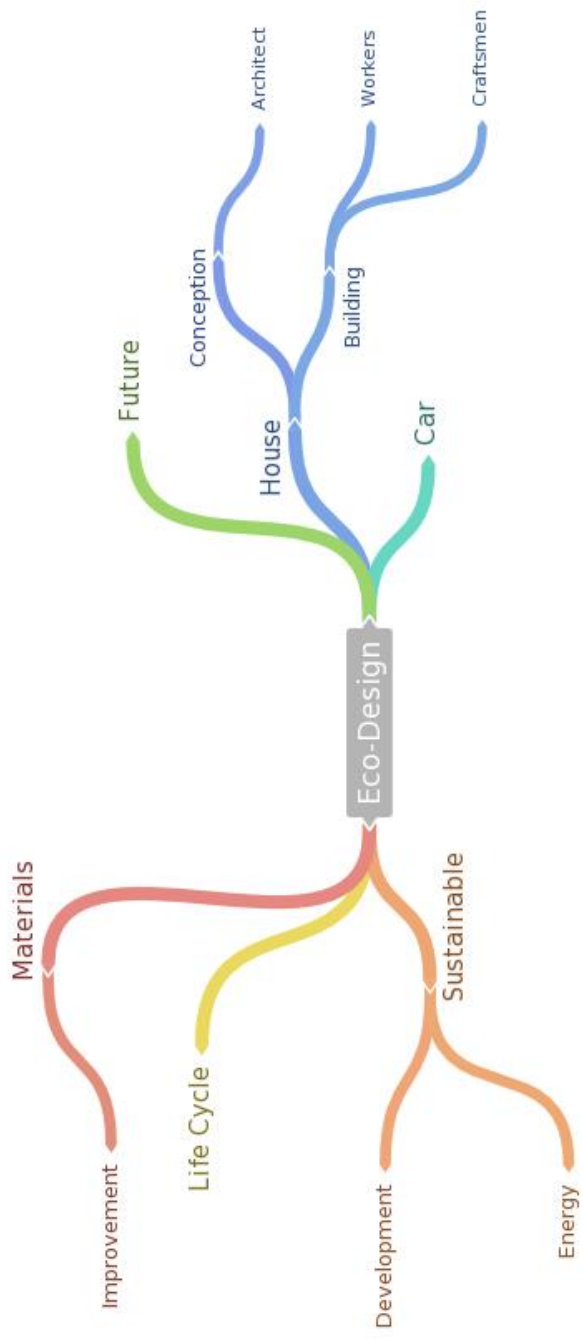 Materials
Improvement
Life Cycle
Sustainable
Development
Energy
Eco-Design
Future
House
Conception
Architect
Building
Workers
Craftsmen
Car